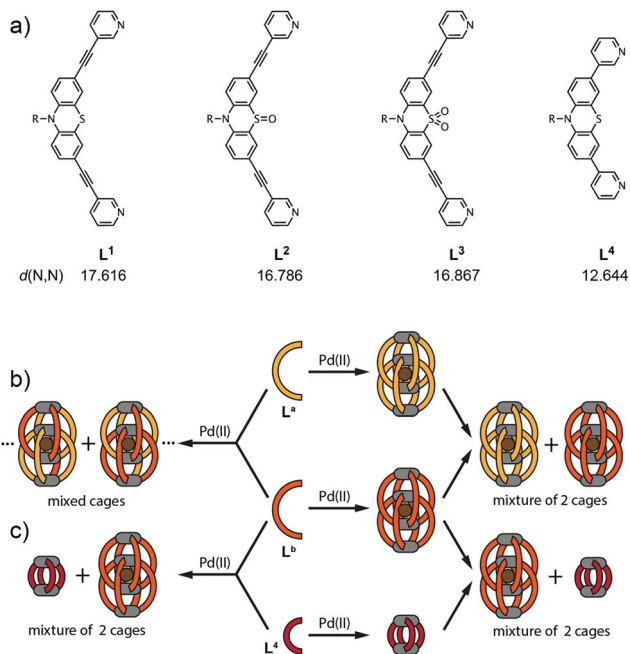 a)
N
N
N
N
R
N
S
R
N
S
O
R
N
S
O
O
R
N
S
N
N
N
N
L¹
L²
L³
L⁴
d(N,N)
17.616
16.786
16.867
12.644
b)
Pd(II)
Lᵃ
... + ...
Pd(II)
+
mixed cages
Pd(II)
mixture of 2 cages
c)
Lᵇ
+
Pd(II)
+
mixture of 2 cages
Pd(II)
mixture of 2 cages
L⁴